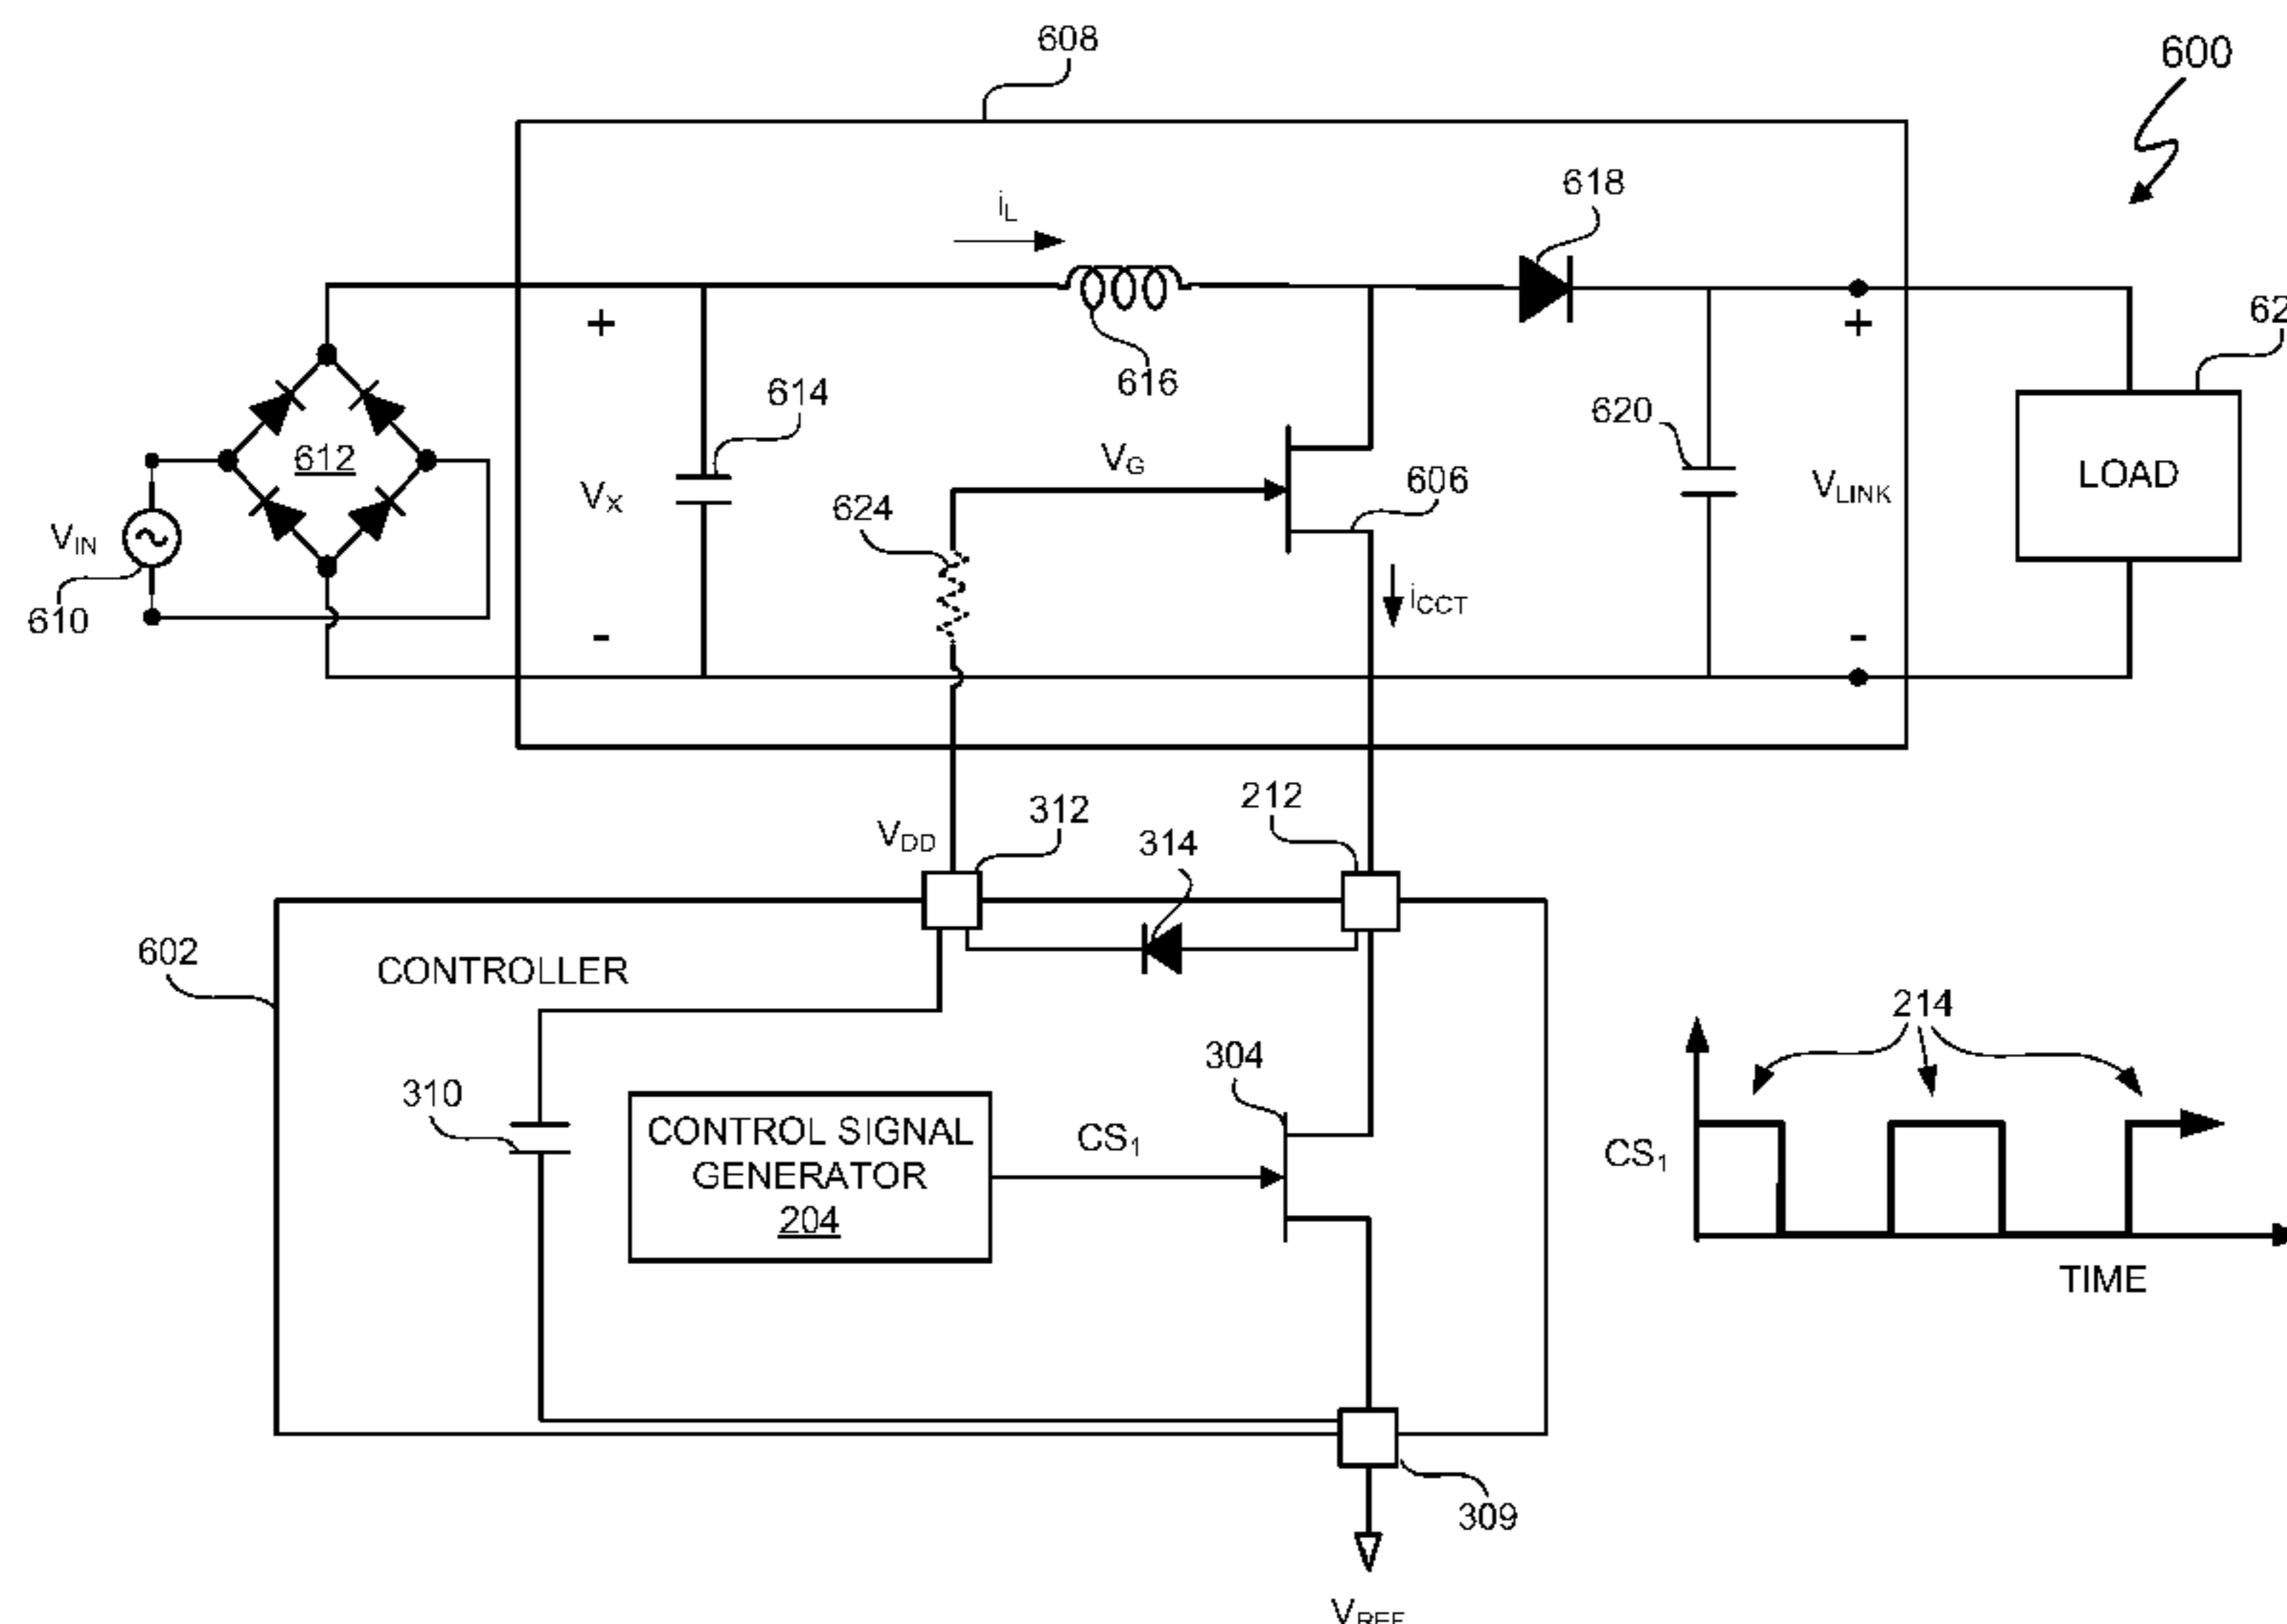 608
600
618
iL
+
+
62
616
614
620
VG
606
612
VX
624
VLINK
LOAD
VIN
iCCT
610
-
-
312
212
VDD
314
602
CONTROLLER
214
304
310
CONTROL SIGNAL
GENERATOR
204
CS1
CS1
TIME
309
VREF